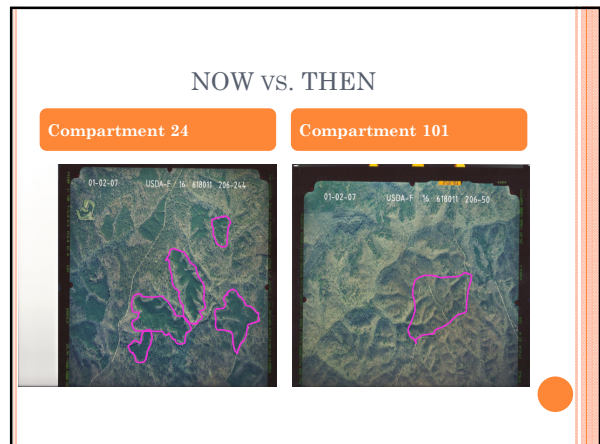 NOW VS. THEN
Compartment 24
Compartment 101
01-02-07 USDA-F 16 618011 206-244
01-02-07 USDA-F 16 618011 206-50